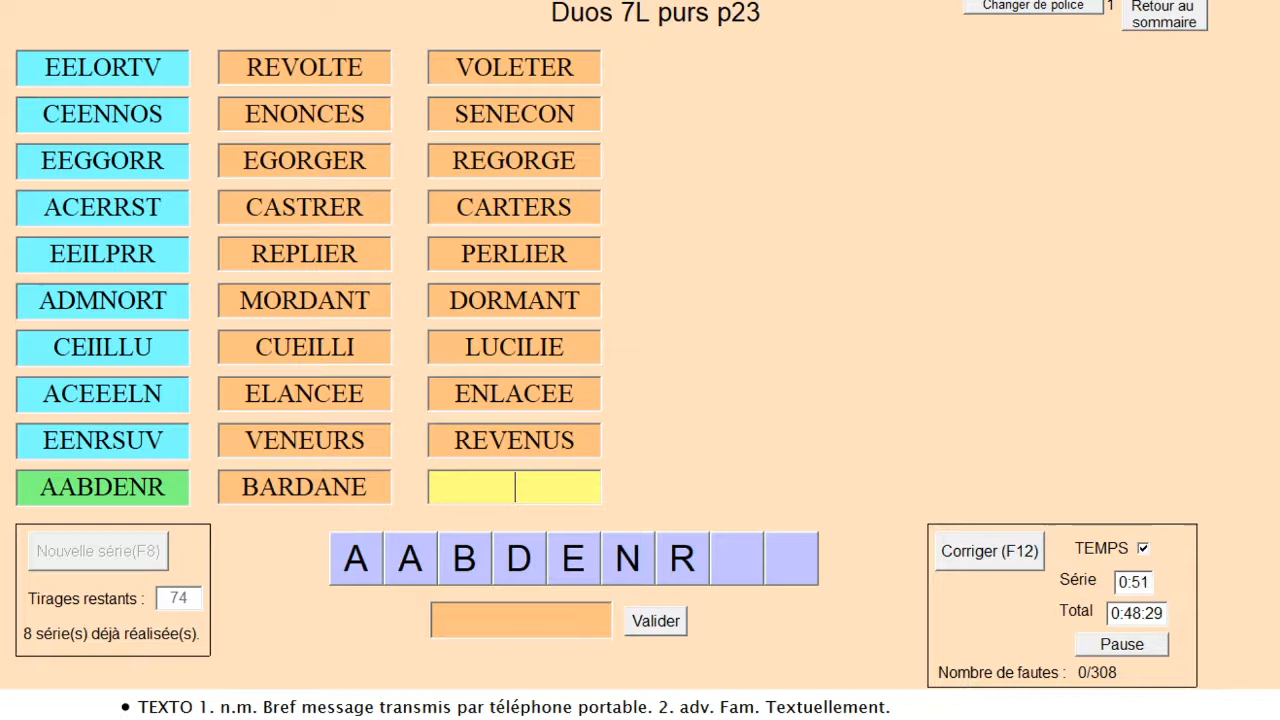 Duos 7L purs p23
Changer de police 1 Retour au sommaire
EELORTV REVOLTE VOLETER
CEENNOS ENONCES SENECON
EEGGORR EGORGER REGORGE
ACERRST CASTRER CARTERS
EEILPRR REPLIER PERLIER
ADMNORT MORDANT DORMANT
CEIILLU CUEILLI LUCILIE
ACEEELN ELANCEE ENLACEE
EENRSUV VENEURS REVENUS
AABDENR BARDANE
Nouvelle série(F8)
Tirages restants : 74
8 série(s) déjà réalisée(s).
A A B D E N R
Valider
Corriger (F12) TEMPS
Série 0:51
Total 0:48:29
Pause
Nombre de fautes : 0/308
• TEXTO 1. n.m. Bref message transmis par téléphone portable. 2. adv. Fam. Textuellement.